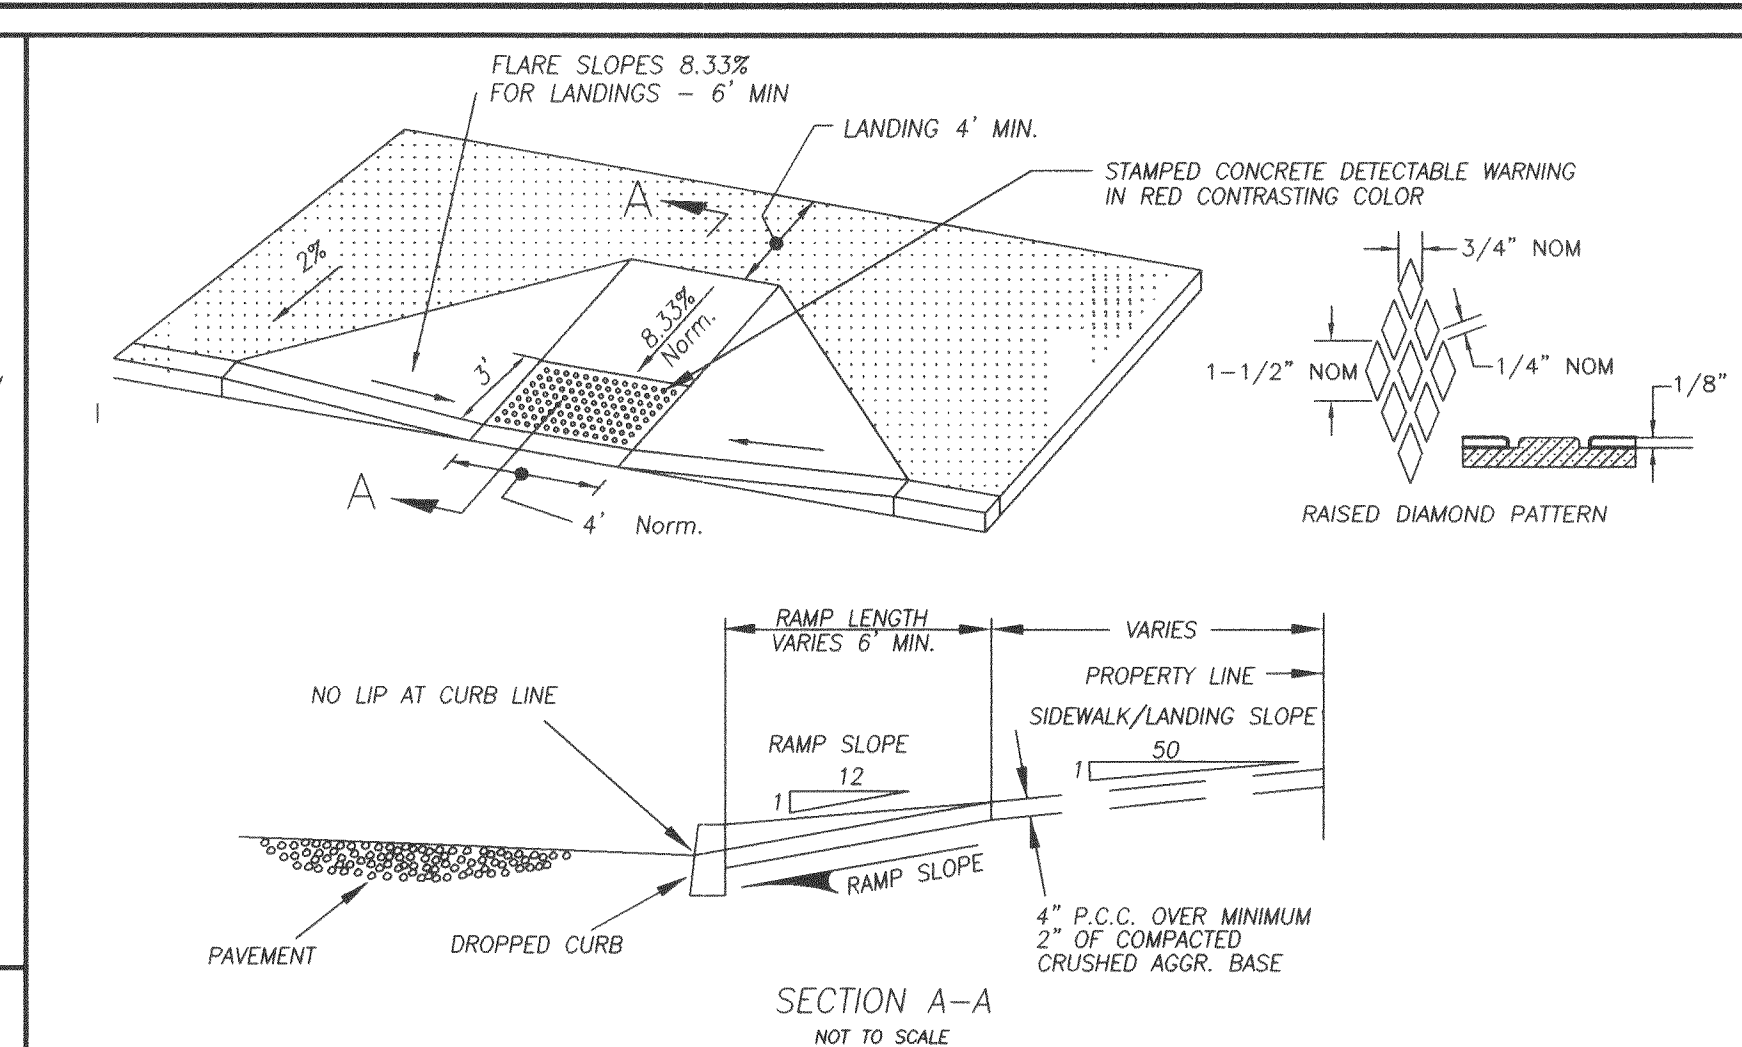 FLARE SLOPES 8.33%
FOR LANDINGS – 6' MIN
LANDING 4' MIN.
STAMPED CONCRETE DETECTABLE WARNING
IN RED CONTRASTING COLOR
A
2%
8.33%
Norm.
3'
A
4' Norm.
3/4" NOM
1-1/2" NOM
1/4" NOM
1/8"
RAISED DIAMOND PATTERN
RAMP LENGTH
VARIES 6' MIN.
VARIES
PROPERTY LINE
NO LIP AT CURB LINE
SIDEWALK/LANDING SLOPE
50
1
RAMP SLOPE
12
1
RAMP SLOPE
PAVEMENT
DROPPED CURB
4" P.C.C. OVER MINIMUM
2" OF COMPACTED
CRUSHED AGGR. BASE
SECTION A–A
NOT TO SCALE